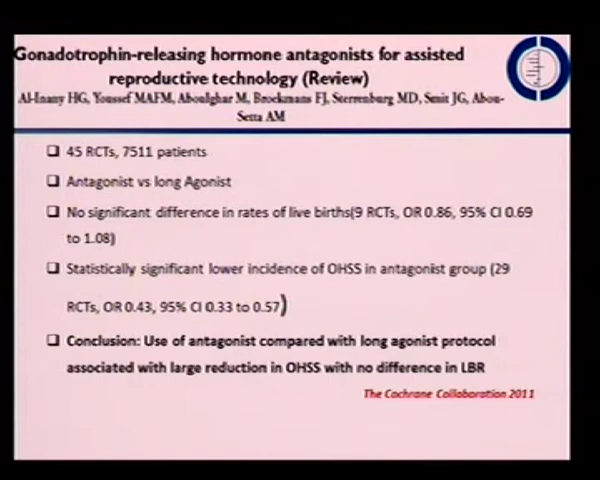 Gonadotrophin-releasing hormone antagonists for assisted
reproductive technology (Review)
Al-Inany HG, Youssef MAFM, Aboulghar M, Broekmans FJ, Sterrenburg MD, Smit JG, Abou-
Setta AM
❑ 45 RCTs, 7511 patients
❑ Antagonist vs long Agonist
❑ No significant difference in rates of live births(9 RCTs, OR 0.86, 95% CI 0.69
to 1.08)
❑ Statistically significant lower incidence of OHSS in antagonist group (29
RCTs, OR 0.43, 95% CI 0.33 to 0.57)
❑ Conclusion: Use of antagonist compared with long agonist protocol
associated with large reduction in OHSS with no difference in LBR
The Cochrane Collaboration 2011